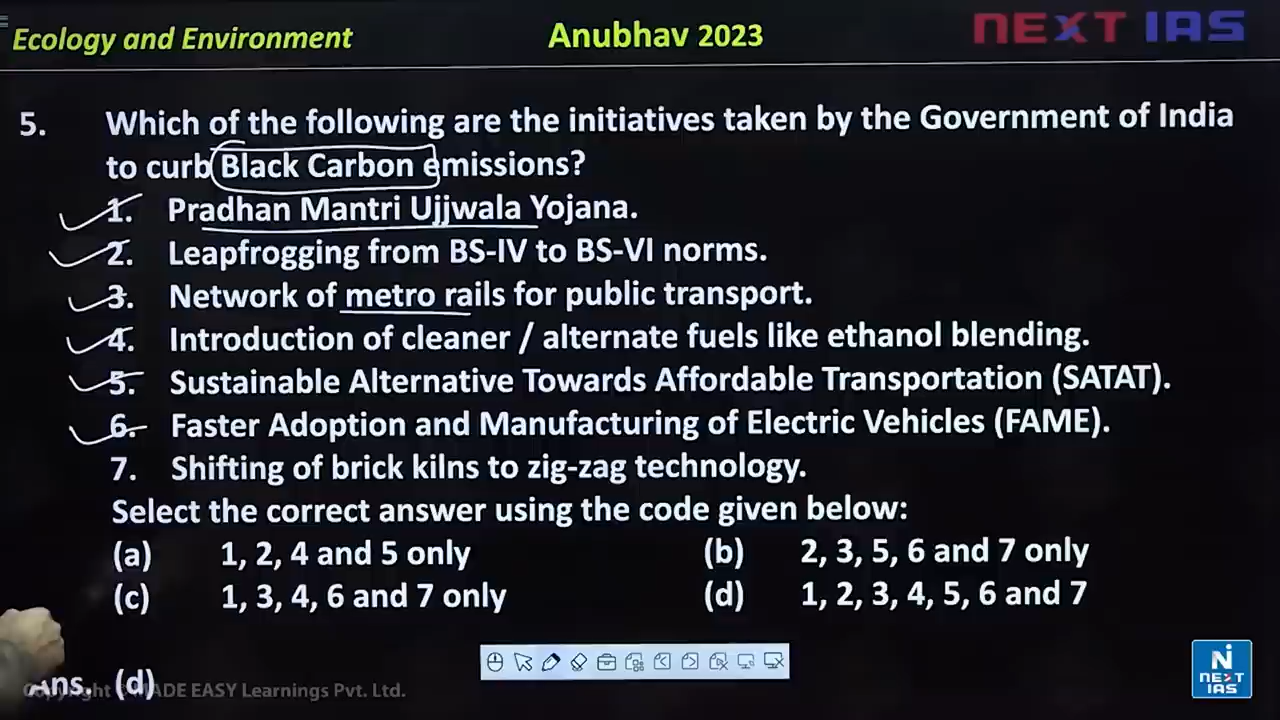 Ecology and Environment
Anubhav 2023
NEXT IAS
5. Which of the following are the initiatives taken by the Government of India
to curb Black Carbon emissions?
1. Pradhan Mantri Ujjwala Yojana.
2. Leapfrogging from BS-IV to BS-VI norms.
3. Network of metro rails for public transport.
4. Introduction of cleaner / alternate fuels like ethanol blending.
5. Sustainable Alternative Towards Affordable Transportation (SATAT).
6. Faster Adoption and Manufacturing of Electric Vehicles (FAME).
7. Shifting of brick kilns to zig-zag technology.
Select the correct answer using the code given below:
(a) 1, 2, 4 and 5 only (b) 2, 3, 5, 6 and 7 only
(c) 1, 3, 4, 6 and 7 only (d) 1, 2, 3, 4, 5, 6 and 7
Ans. (d)
Copyright © MADE EASY Learnings Pvt. Ltd.
N
NEXT
IAS